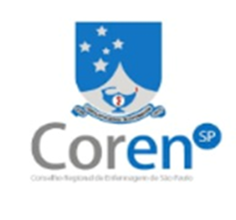 Coren SP
Conselho Regional de Enfermagem de São Paulo